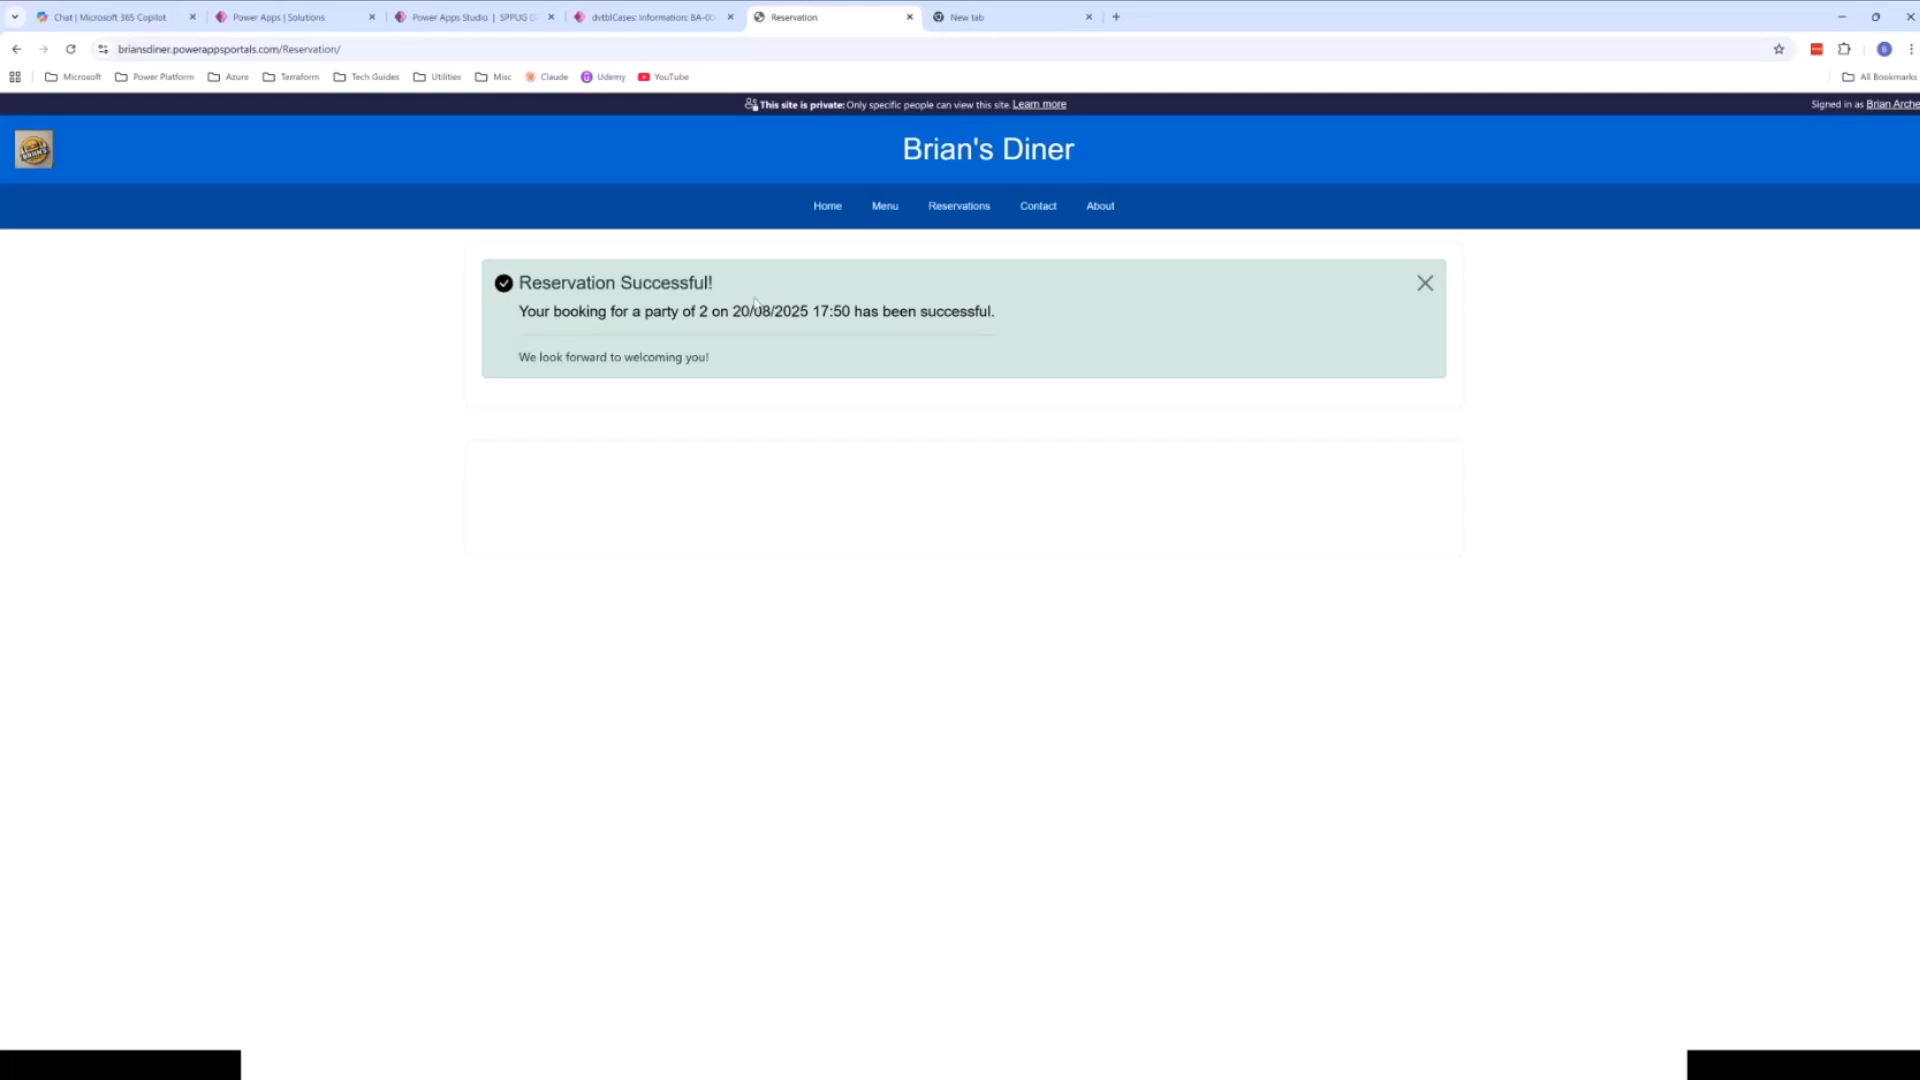 Chat | Microsoft 365 Copilot
Power Apps | Solutions
Power Apps Studio | SPPUG
dvtblCases: Information: BA-00
Reservation
New tab
briansdiner.powerappsportals.com/Reservation/
Microsoft
Power Platform
Azure
Terraform
Tech Guides
Utilities
Misc
Claude
Udemy
YouTube
All Bookmarks
This site is private: Only specific people can view this site. Learn more
Signed in as Brian Arche
Brian's Diner
Home
Menu
Reservations
Contact
About
Reservation Successful!
Your booking for a party of 2 on 20/08/2025 17:50 has been successful.
We look forward to welcoming you!